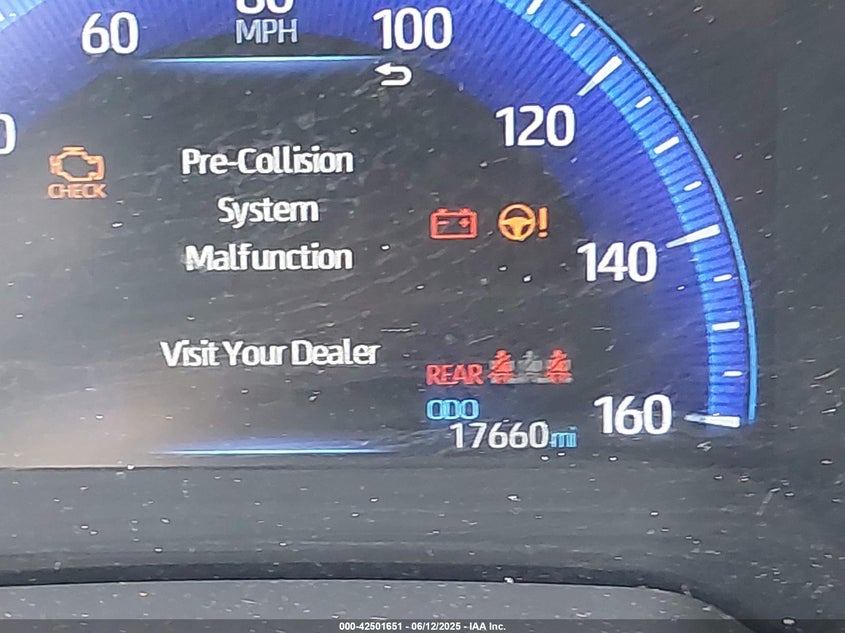 60
MPH
100
120
CHECK
Pre-Collision
System
Malfunction
140
Visit Your Dealer
REAR
ODO
17660mi
160
000-42501651 - 06/12/2025 - IAA Inc.